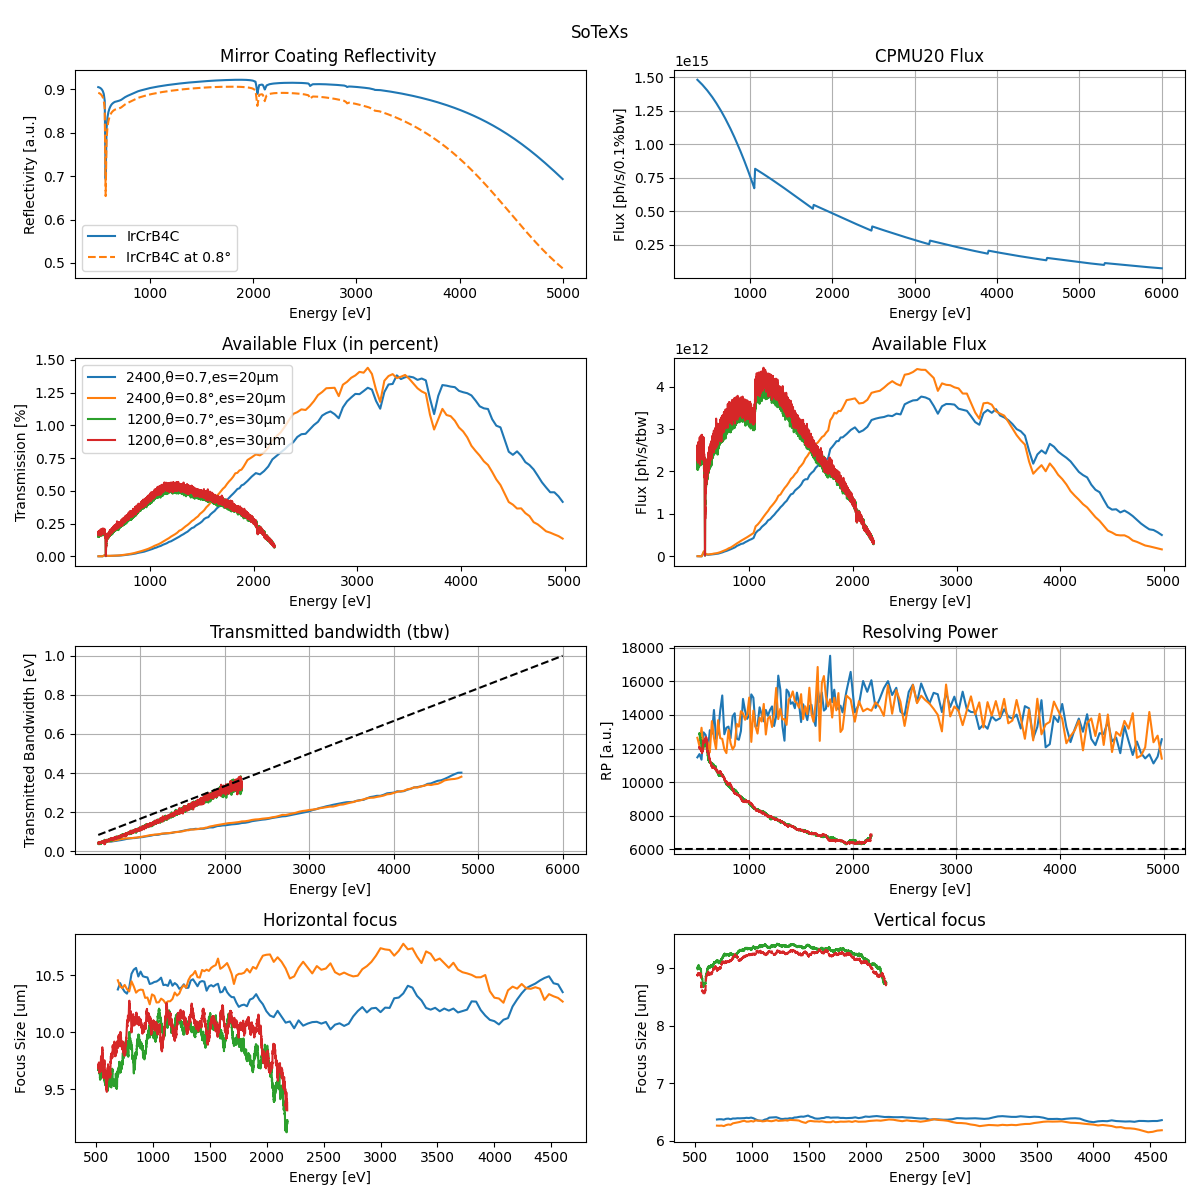 SoTeXs
Mirror Coating Reflectivity
Reflectivity [a.u.]
0.9
0.8
0.7
0.6
0.5
IrCrB4C
IrCrB4C at 0.8°
1000 2000 3000 4000 5000
Energy [eV]
CPMU20 Flux
1e15
Flux [ph/s/0.1%bw]
1.50
1.25
1.00
0.75
0.50
0.25
1000 2000 3000 4000 5000 6000
Energy [eV]
Available Flux (in percent)
Transmission [%]
1.50
1.25
1.00
0.75
0.50
0.25
0.00
2400,θ=0.7,es=20μm
2400,θ=0.8°,es=20μm
1200,θ=0.7°,es=30μm
1200,θ=0.8°,es=30μm
1000 2000 3000 4000 5000
Energy [eV]
Available Flux
1e12
Flux [ph/s/tbw]
4
3
2
1
0
1000 2000 3000 4000 5000
Energy [eV]
Transmitted bandwidth (tbw)
Transmitted Bandwidth [eV]
1.0
0.8
0.6
0.4
0.2
0.0
1000 2000 3000 4000 5000 6000
Energy [eV]
Resolving Power
RP [a.u.]
18000
16000
14000
12000
10000
8000
6000
1000 2000 3000 4000 5000
Energy [eV]
Horizontal focus
Focus Size [um]
10.5
10.0
9.5
500 1000 1500 2000 2500 3000 3500 4000 4500
Energy [eV]
Vertical focus
Focus Size [um]
9
8
7
6
500 1000 1500 2000 2500 3000 3500 4000 4500
Energy [eV]